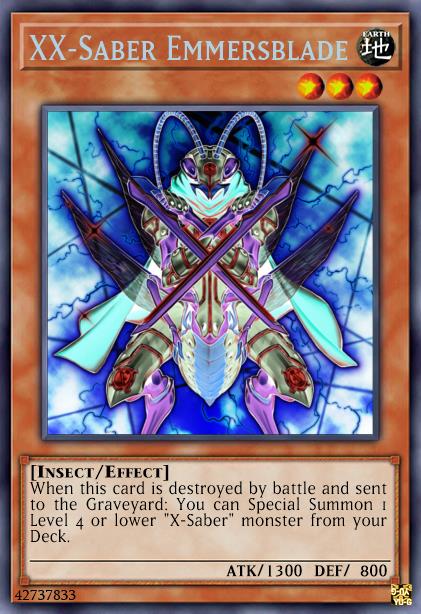 XX-Saber Emmersblade
EARTH
地
[Insect/Effect]
When this card is destroyed by battle and sent
to the Graveyard: You can Special Summon 1
Level 4 or lower "X-Saber" monster from your
Deck.
ATK/1300 DEF/ 800
42737833